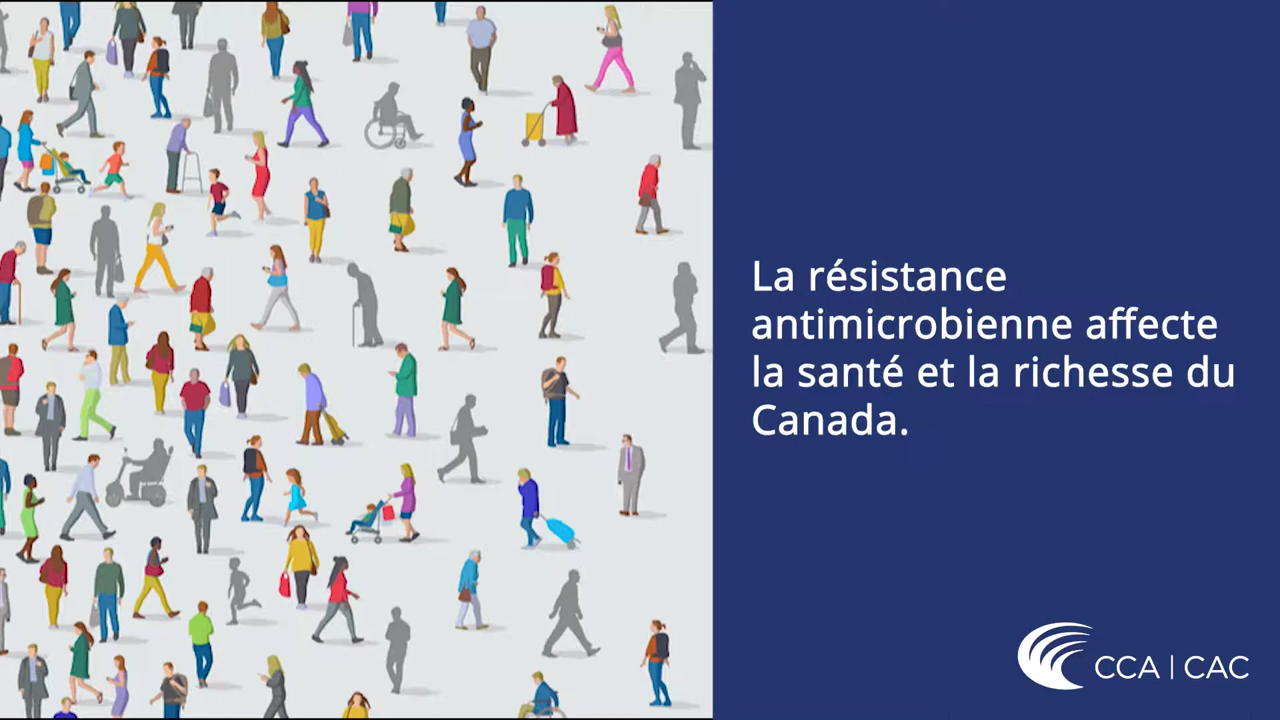 La résistance
antimicrobienne affecte
la santé et la richesse du
Canada.
CCA | CAC